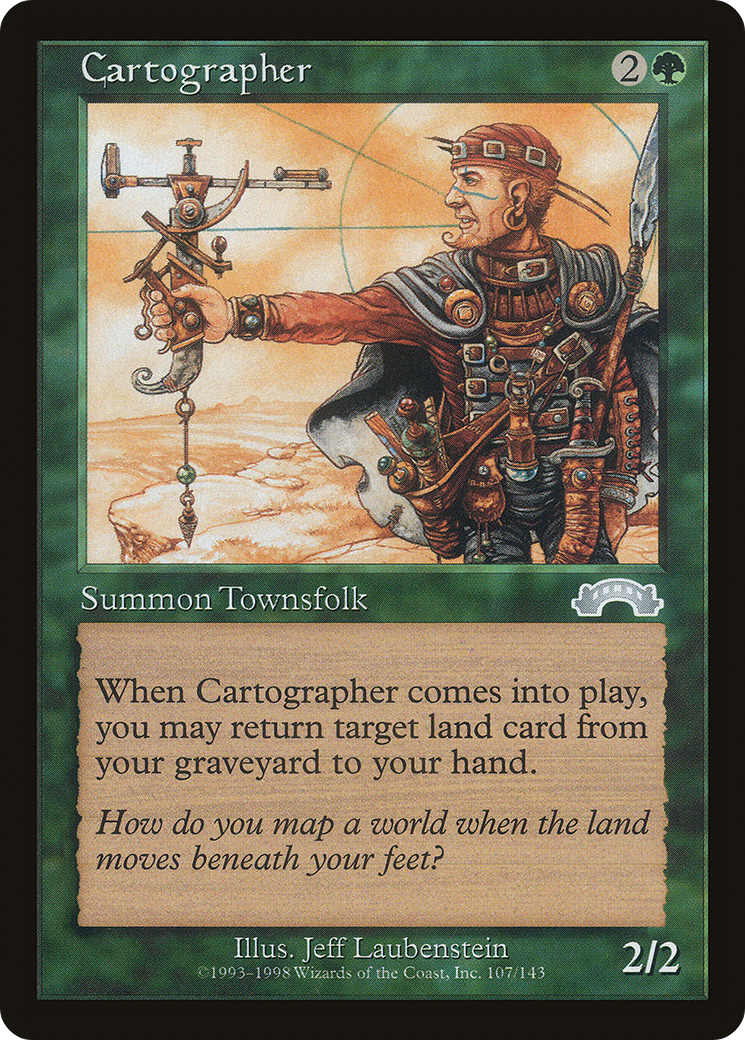 Cartographer
2
Summon Townsfolk
When Cartographer comes into play,
you may return target land card from
your graveyard to your hand.
How do you map a world when the land
moves beneath your feet?
Illus. Jeff Laubenstein
©1993–1998 Wizards of the Coast, Inc. 107/143
2/2